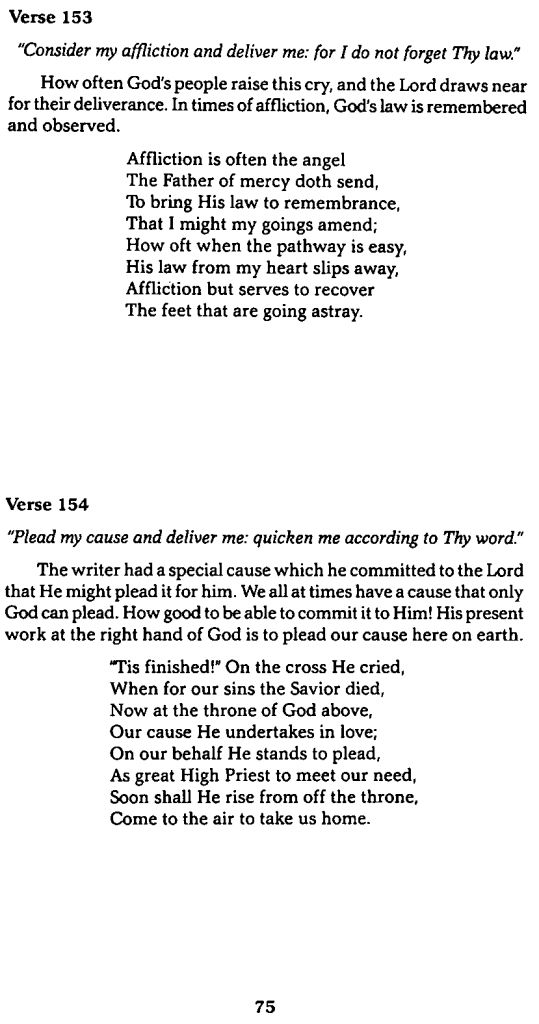 Verse 153
"Consider my affliction and deliver me: for I do not forget Thy law."
How often God's people raise this cry, and the Lord draws near
for their deliverance. In times of affliction, God's law is remembered
and observed.
Affliction is often the angel
The Father of mercy doth send,
To bring His law to remembrance,
That I might my goings amend;
How oft when the pathway is easy,
His law from my heart slips away,
Affliction but serves to recover
The feet that are going astray.
Verse 154
"Plead my cause and deliver me: quicken me according to Thy word."
The writer had a special cause which he committed to the Lord
that He might plead it for him. We all at times have a cause that only
God can plead. How good to be able to commit it to Him! His present
work at the right hand of God is to plead our cause here on earth.
"Tis finished!" On the cross He cried,
When for our sins the Savior died,
Now at the throne of God above,
Our cause He undertakes in love;
On our behalf He stands to plead,
As great High Priest to meet our need,
Soon shall He rise from off the throne,
Come to the air to take us home.
75